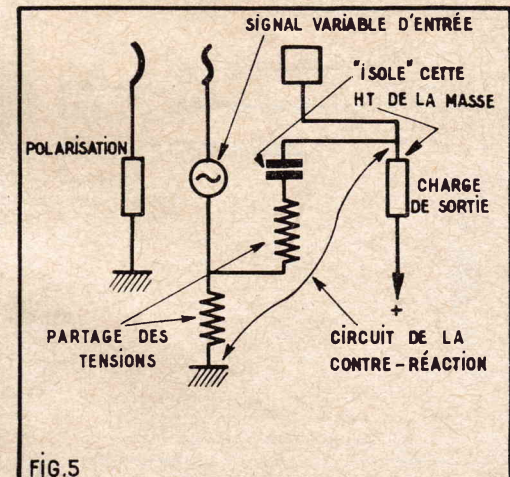 SIGNAL VARIABLE D'ENTRÉE
"ISOLE" CETTE
HT DE LA MASSE
POLARISATION
CHARGE
DE SORTIE
+
PARTAGE DES
TENSIONS
CIRCUIT DE LA
CONTRE-RÉACTION
FIG.5